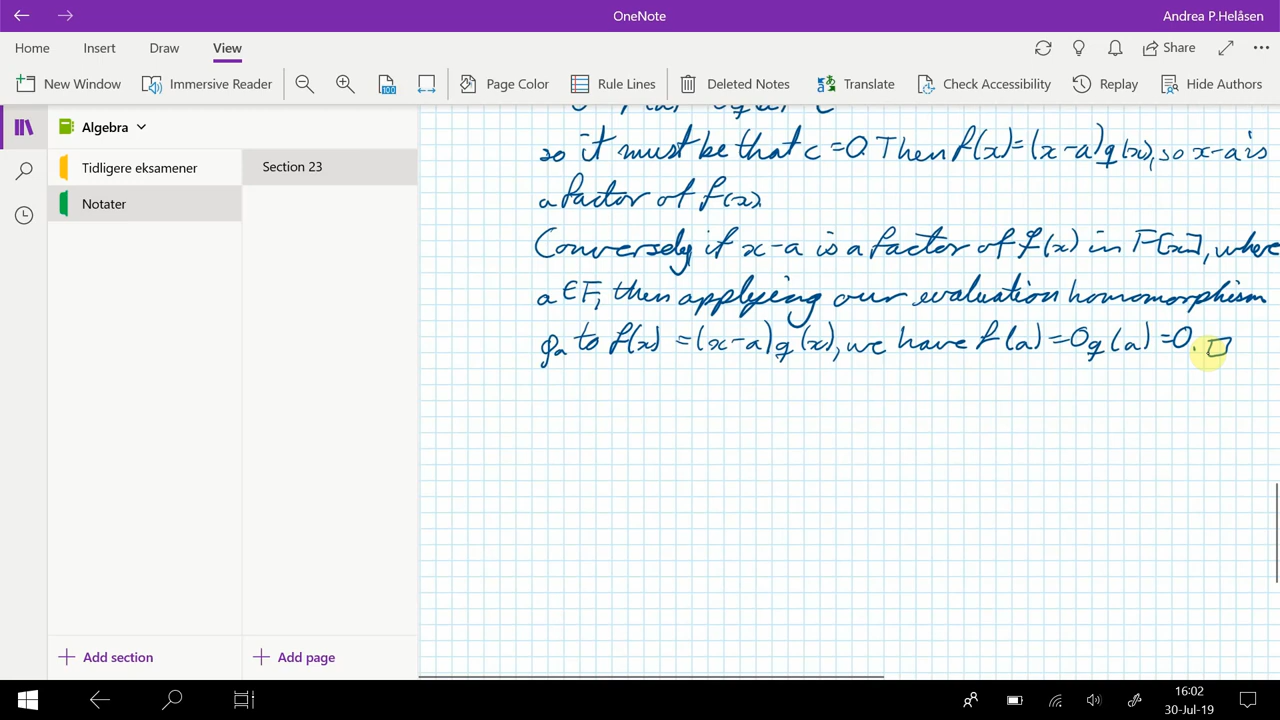 OneNote
Andrea P.Helåsen
Home Insert Draw View
Share
New Window Immersive Reader Page Color Rule Lines Deleted Notes Translate Check Accessibility Replay Hide Authors
Algebra
Tidligere eksamener
Notater
Section 23
so it must be that c=0. Then f(x)=(x-a)q(x), so x-a is
a factor of f(x).
Conversely if x-a is a factor of f(x) in F[x], where
a∈F, then applying our evaluation homomorphism
φa to f(x) = (x-a)q(x), we have f(a) = 0q(a) = 0. □
Add section
Add page
16:02
30-Jul-19